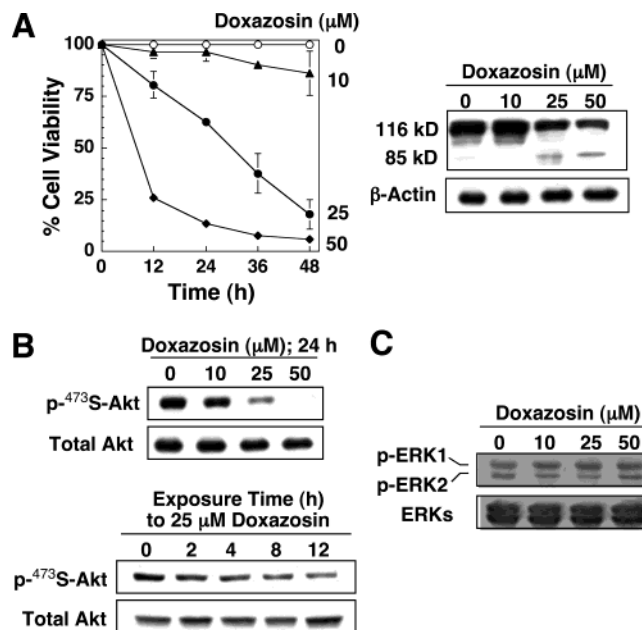 A
Doxazosin (μM)
% Cell Viability
100
75
50
25
0
0
10
25
50
0 12 24 36 48
Time (h)
Doxazosin (μM)
0 10 25 50
116 kD
85 kD
β-Actin
B
Doxazosin (μM); 24 h
0 10 25 50
p-⁴⁷³S-Akt
Total Akt
Exposure Time (h)
to 25 μM Doxazosin
0 2 4 8 12
p-⁴⁷³S-Akt
Total Akt
C
Doxazosin (μM)
0 10 25 50
p-ERK1
p-ERK2
ERKs